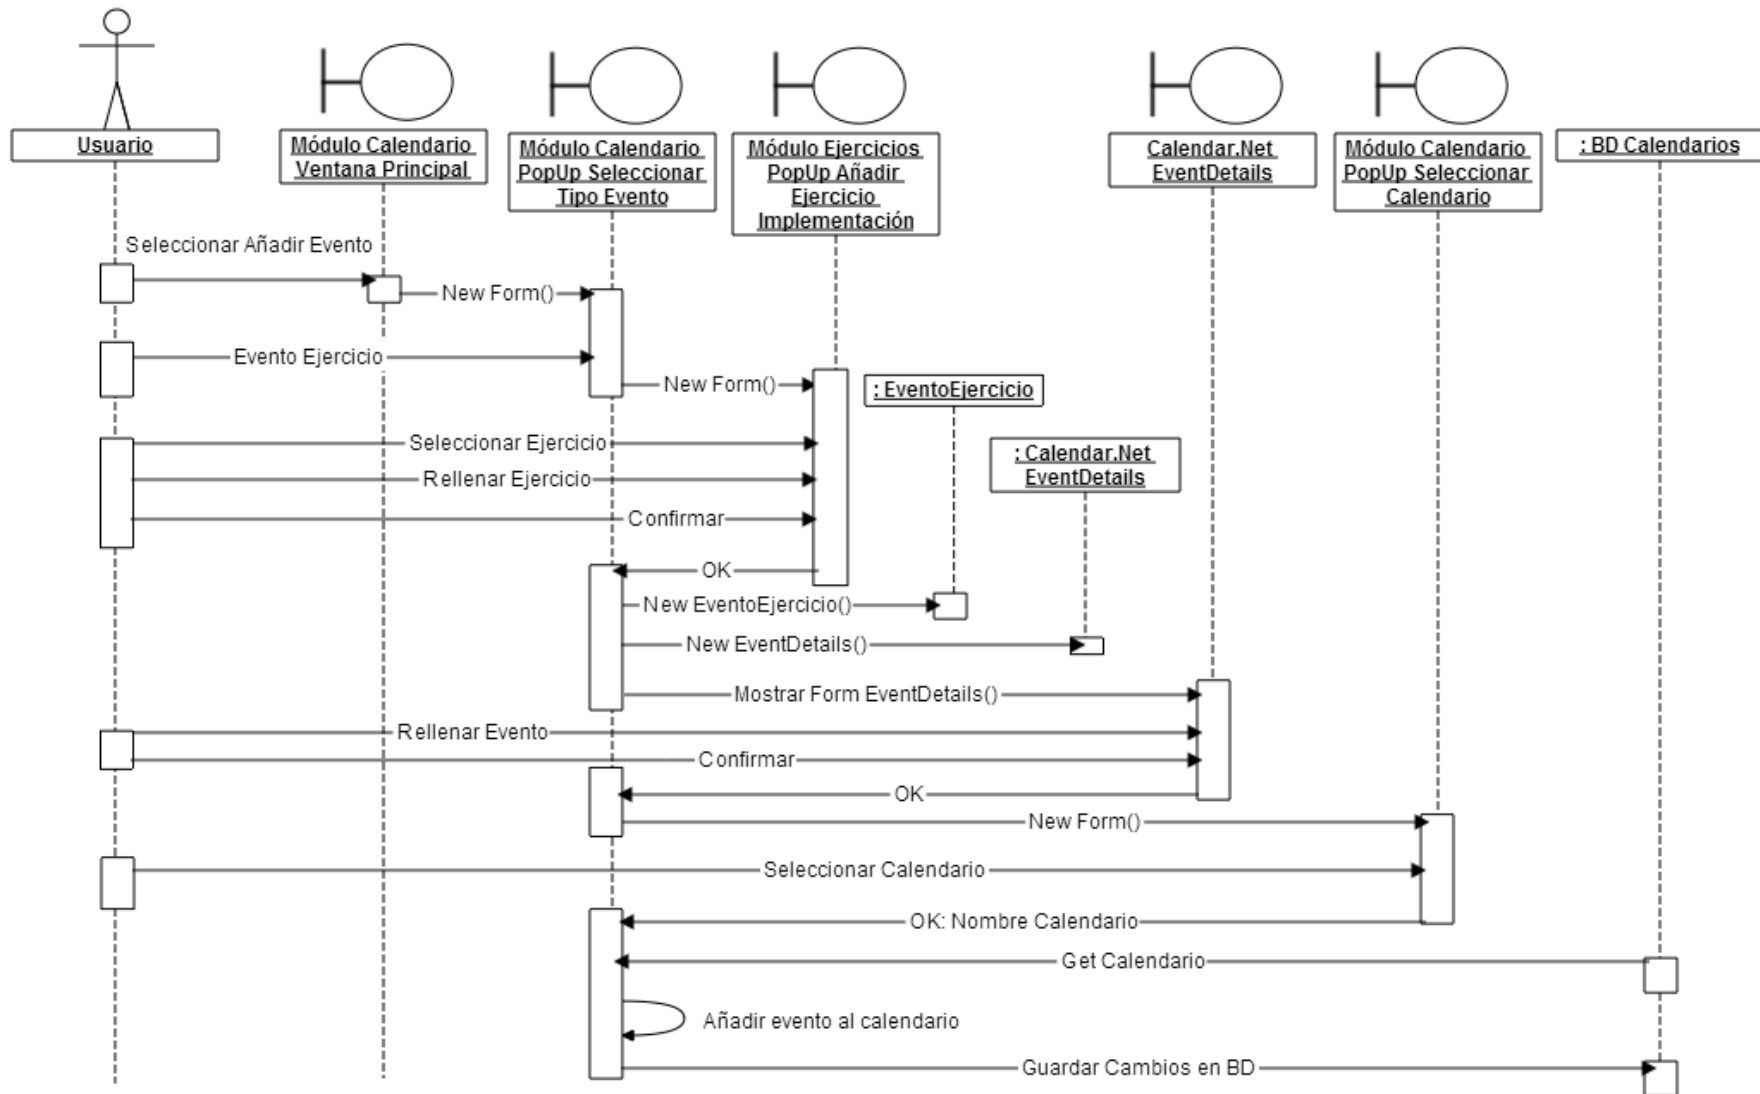 Usuario
Módulo Calendario
Ventana Principal
Módulo Calendario
PopUp Seleccionar
Tipo Evento
Módulo Ejercicios
PopUp Añadir
Ejercicio
Implementación
Calendar.Net
EventDetails
Módulo Calendario
PopUp Seleccionar
Calendario
: BD Calendarios
Seleccionar Añadir Evento
New Form()
Evento Ejercicio
New Form()
: EventoEjercicio
Seleccionar Ejercicio
: Calendar.Net
EventDetails
Rellenar Ejercicio
Confirmar
OK
New EventoEjercicio()
New EventDetails()
Mostrar Form EventDetails()
Rellenar Evento
Confirmar
OK
New Form()
Seleccionar Calendario
OK: Nombre Calendario
Get Calendario
Añadir evento al calendario
Guardar Cambios en BD